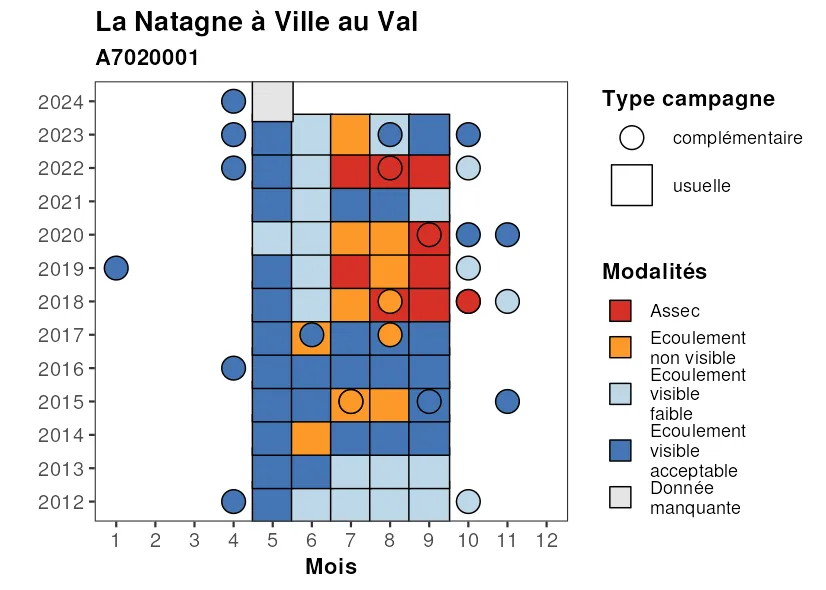 La Natagne à Ville au Val
A7020001
2024
2023
2022
2021
2020
2019
2018
2017
2016
2015
2014
2013
2012
1 2 3 4 5 6 7 8 9 10 11 12
Mois
Type campagne
complémentaire
usuelle
Modalités
Assec
Ecoulement
non visible
Ecoulement
visible
faible
Ecoulement
visible
acceptable
Donnée
manquante